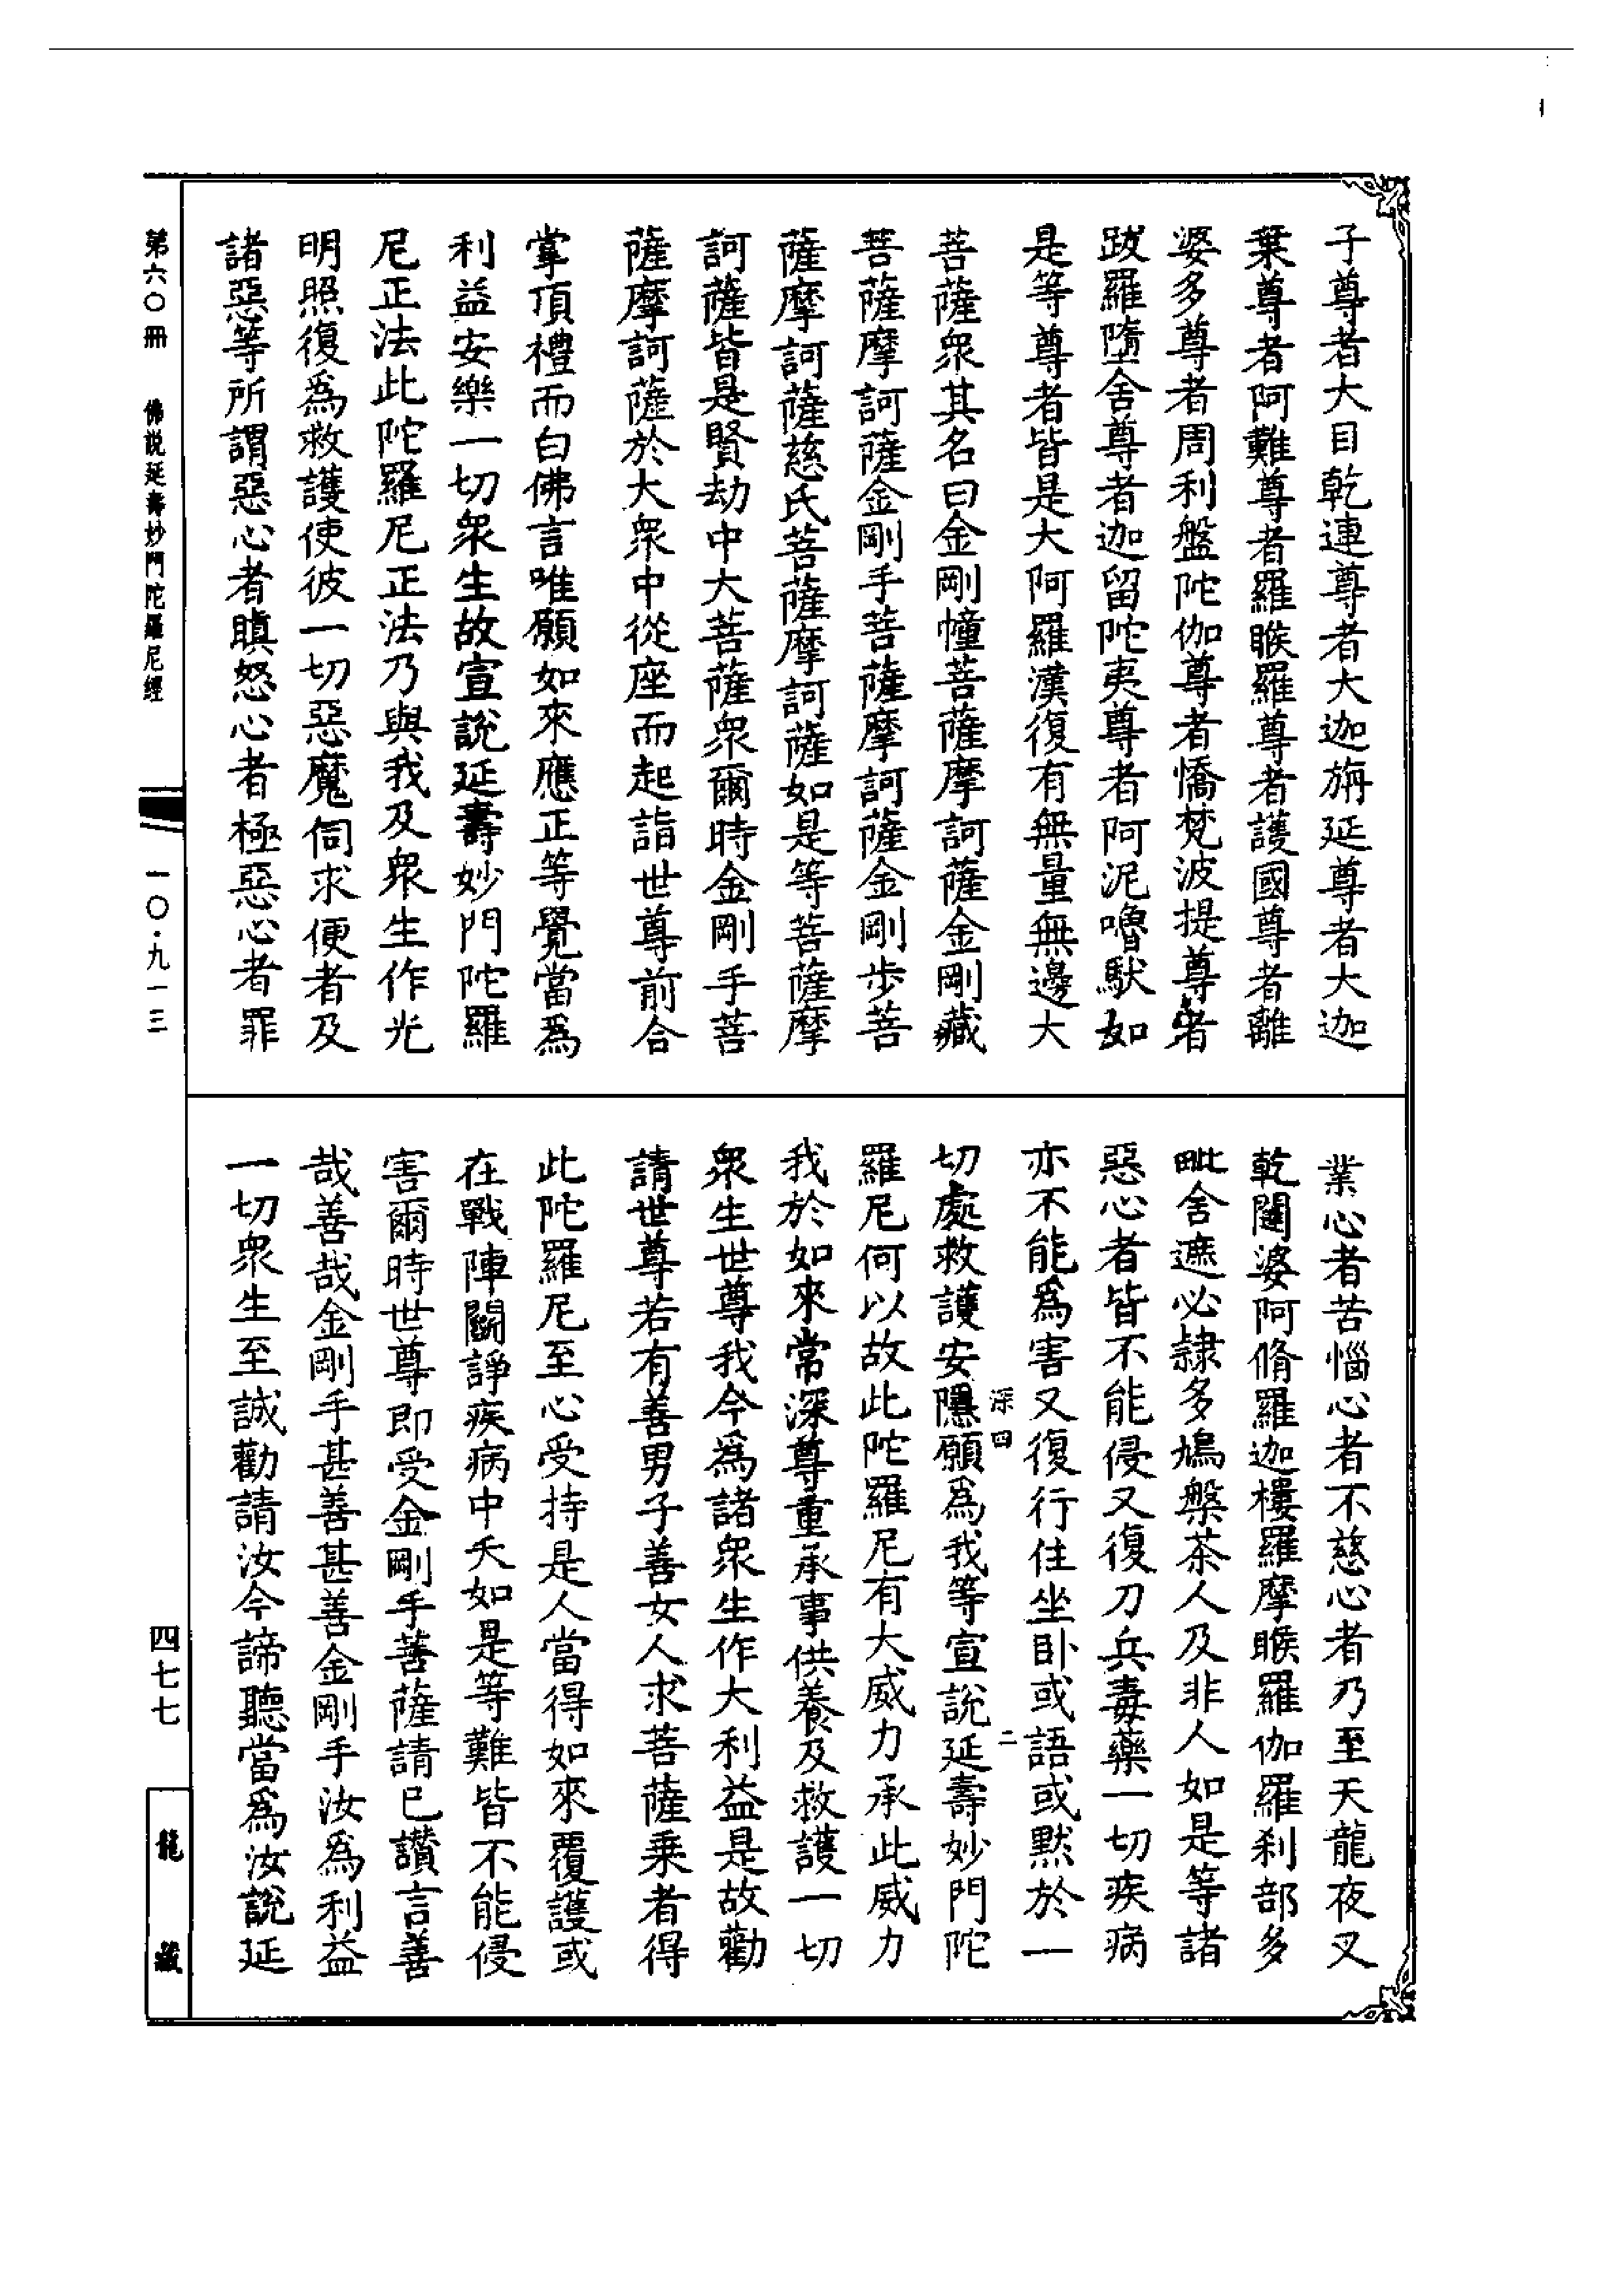 子尊者大目乾連尊者大迦旃延尊者大迦
葉尊者阿難尊者羅睺羅尊者護國尊者離
婆多尊者周利盤陀伽尊者憍梵波提尊者
跋羅墮舍尊者迦留陀夷尊者阿泥嚕馱如
是等尊者皆是大阿羅漢復有無量無邊大
菩薩衆其名曰金剛幢菩薩摩訶薩金剛藏
菩薩摩訶薩金剛手菩薩摩訶薩金剛步菩
薩摩訶薩慈氏菩薩摩訶薩如是等菩薩摩
訶薩皆是賢劫中大菩薩衆爾時金剛手菩
薩摩訶薩於大衆中從座而起詣世尊前合
掌頂禮而白佛言唯願如來應正等覺當爲
利益安樂一切衆生故宣說延壽妙門陀羅
尼正法此陀羅尼正法乃與我及衆生作光
明照復爲救護使彼一切惡魔伺求便者及
諸惡等所謂惡心者瞋怒心者極惡心者罪
業心者苦惱心者不慈心者乃至天龍夜叉
乾闥婆阿脩羅迦樓羅摩睺羅伽羅刹部多
毗舍遮必隸多鳩槃茶人及非人如是等諸
惡心者皆不能侵又復刀兵毒藥一切疾病
亦不能爲害又復行住坐卧或語或默於一
切處救護安隱願爲我等宣說延壽妙門陀
羅尼何以故此陀羅尼有大威力承此威力
我於如來常深尊重承事供養及救護一切
衆生世尊我今爲諸衆生作大利益是故勸
請世尊若有善男子善女人求菩薩乘者得
此陀羅尼至心受持是人當得如來覆護或
在戰陣鬬諍疾病中夭如是等難皆不能侵
害爾時世尊即受金剛手菩薩請已讚言善
哉善哉金剛手甚善甚善金剛手汝爲利益
一切衆生至誠勸請汝今諦聽當爲汝說延
深四
二
第六〇冊 佛説延壽妙門陀羅尼經
一〇·九一三
四七七
龍藏